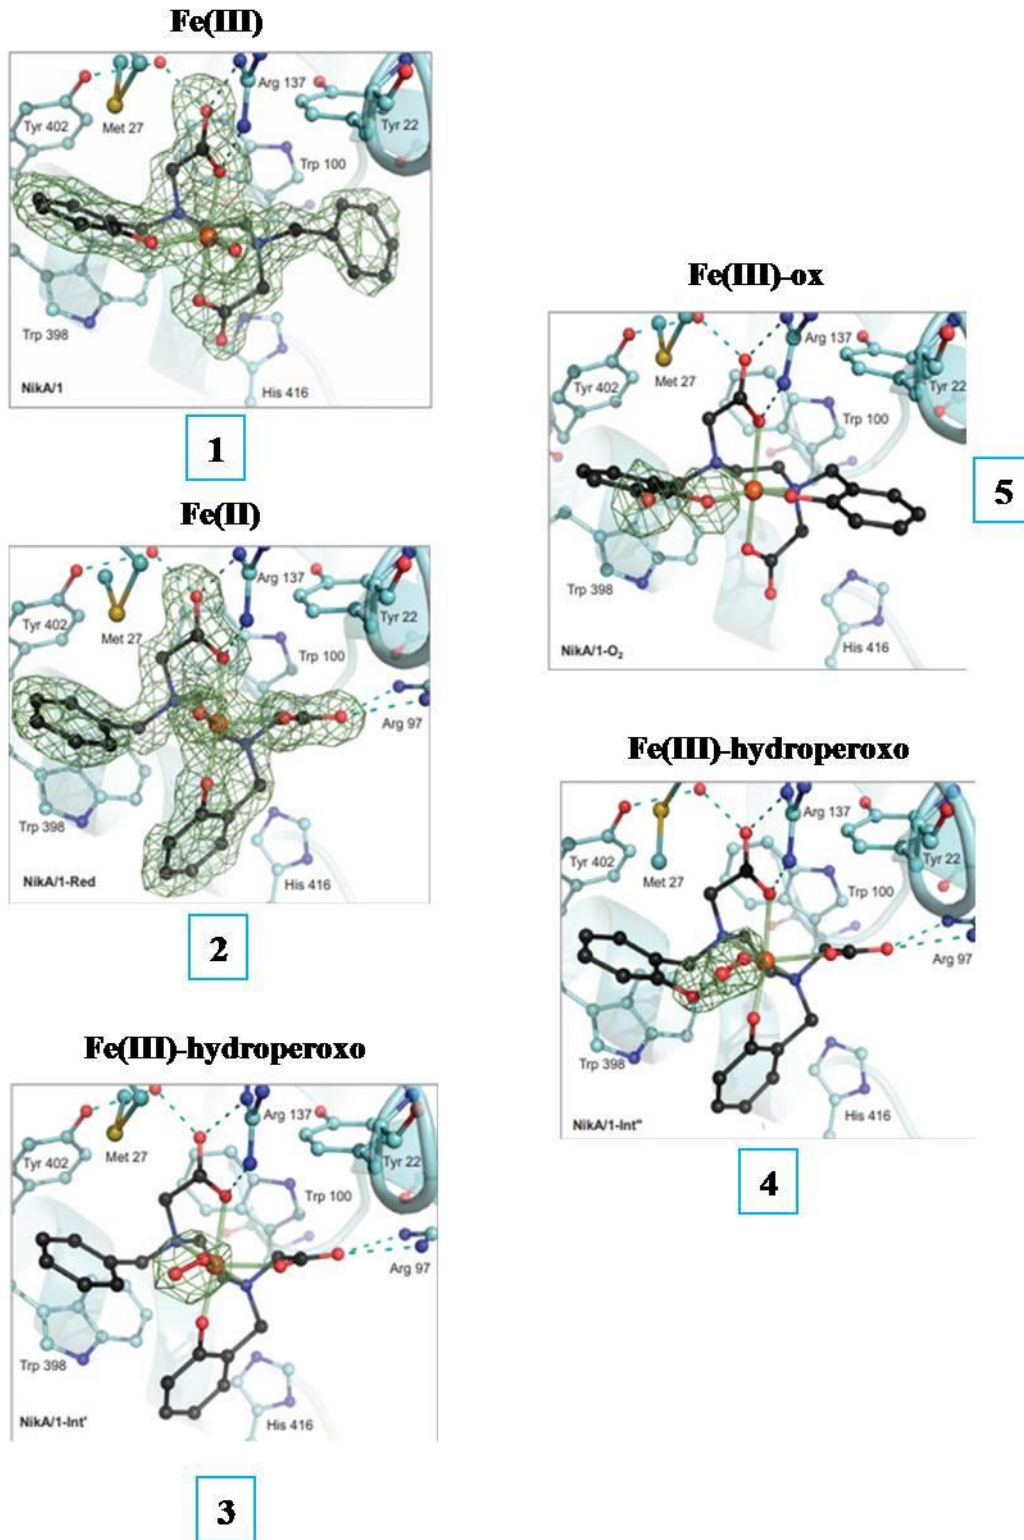 Fe(III)
Arg 137
Tyr 402
Met 27
Tyr 22
Trp 100
Trp 398
NikA/1
His 416
1
Fe(II)
Arg 137
Tyr 402
Met 27
Tyr 22
Trp 100
Arg 97
Trp 398
NikA/1-Red
His 416
2
Fe(III)-hydroperoxo
Arg 137
Tyr 402
Met 27
Tyr 22
Trp 100
Arg 97
Trp 398
NikA/1-Int'
His 416
3
Fe(III)-ox
Arg 137
Tyr 402
Met 27
Tyr 22
Trp 100
Trp 398
NikA/1-O₂
His 416
5
Fe(III)-hydroperoxo
Arg 137
Tyr 402
Met 27
Tyr 22
Trp 100
Arg 97
Trp 398
NikA/1-Int"
His 416
4